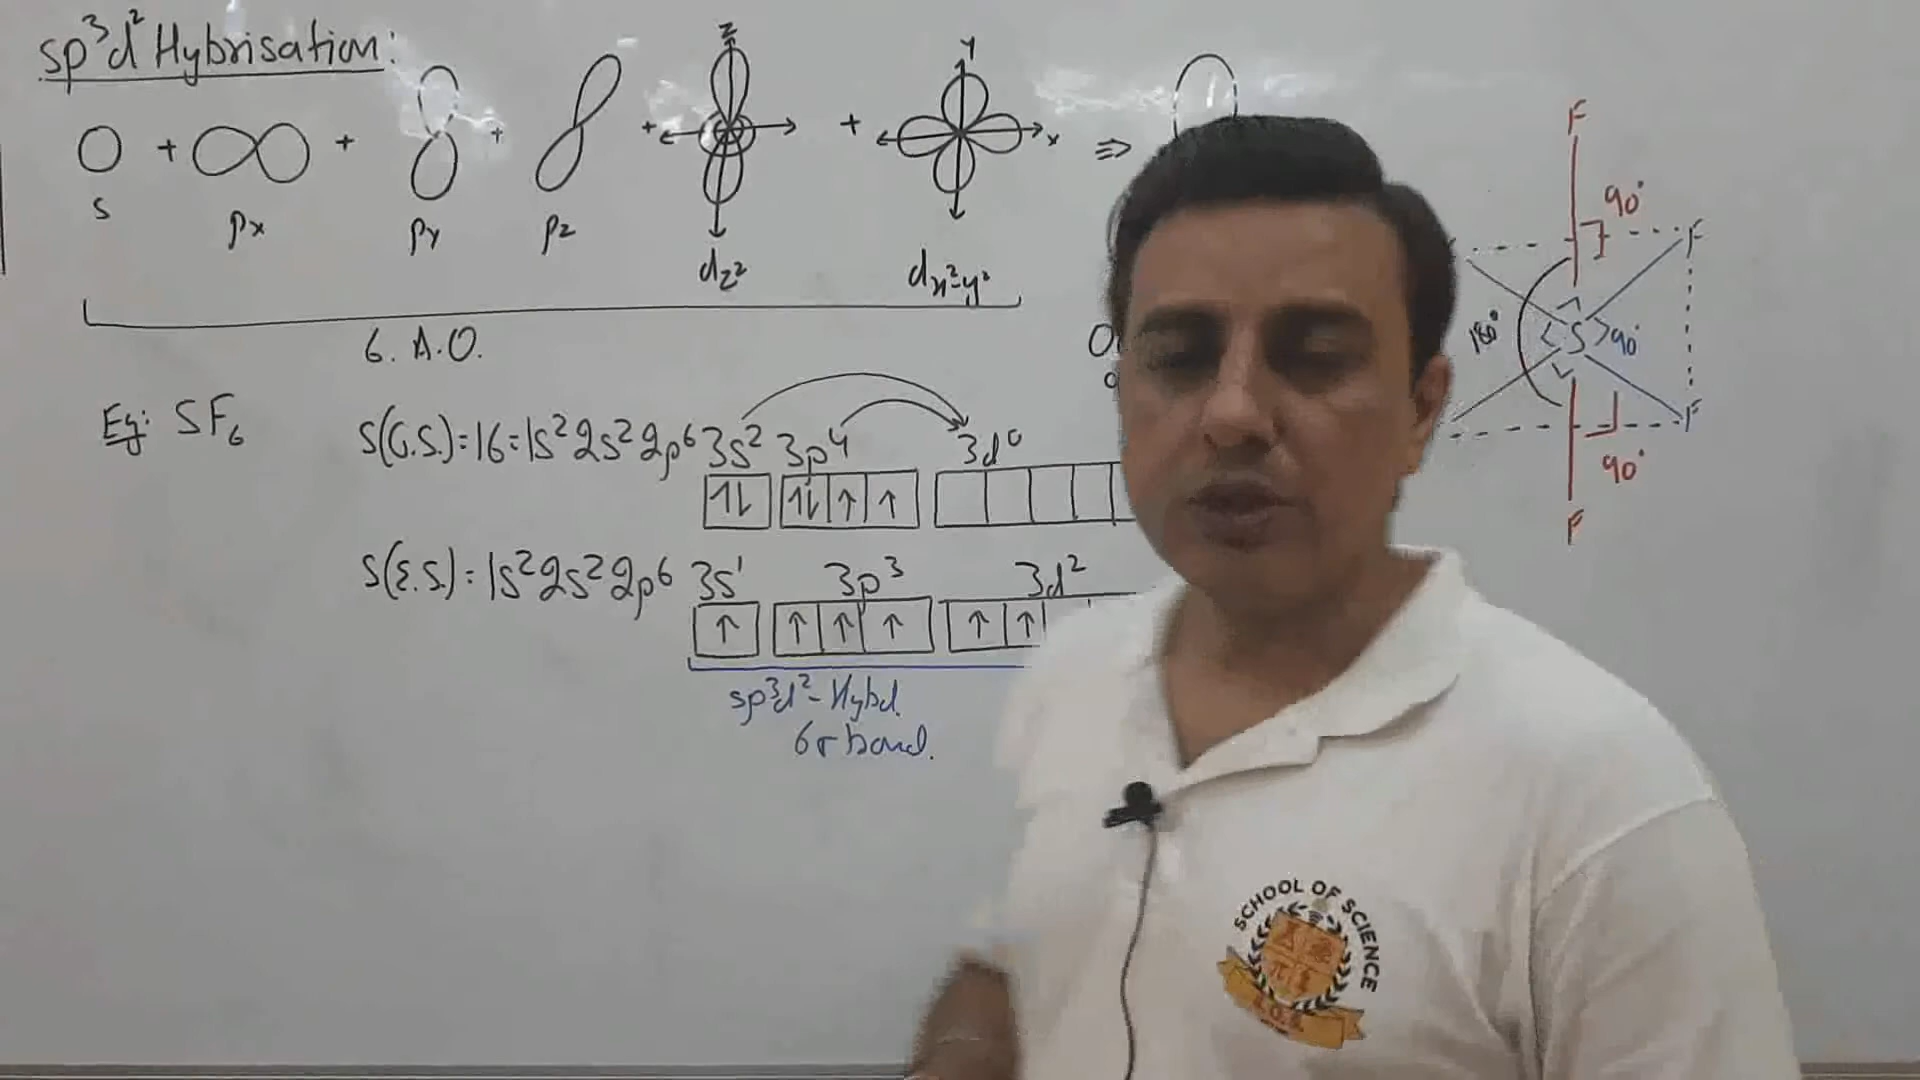 sp³d² Hybrisation:
s + px + py + pz + dz² + dx²-y² ⇒
z
y
x
6. A.O.
Eg: SF₆
S(G.S.) = 16 = 1s² 2s² 2p⁶ 3s² 3p⁴ 3d⁰
↑↓ ↑↓ ↑ ↑
S(E.S.) = 1s² 2s² 2p⁶ 3s¹ 3p³ 3d²
↑ ↑ ↑ ↑ ↑ ↑
sp³d² - Hybd.
6σ bond.
F
90°
F
180°
S
90°
F
90°
F
SCHOOL OF SCIENCE